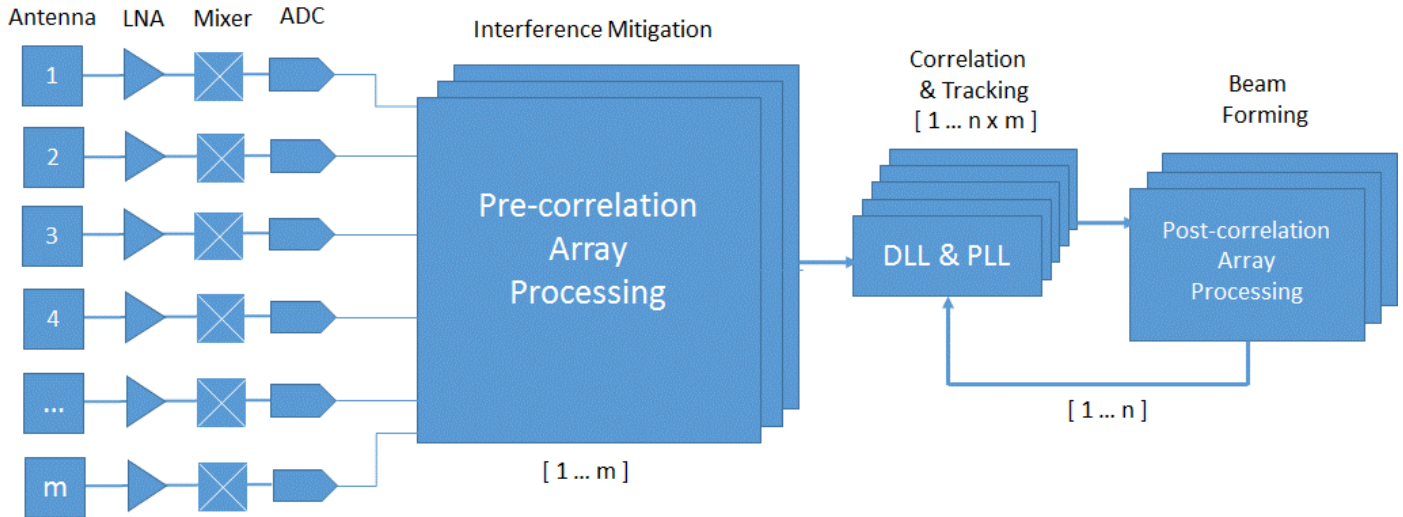 Antenna LNA Mixer ADC
Interference Mitigation
Correlation
& Tracking
[ 1 ... n x m ]
Beam
Forming
1
2
3
4
...
m
Pre-correlation
Array
Processing
[ 1 ... m ]
DLL & PLL
Post-correlation
Array
Processing
[ 1 ... n ]